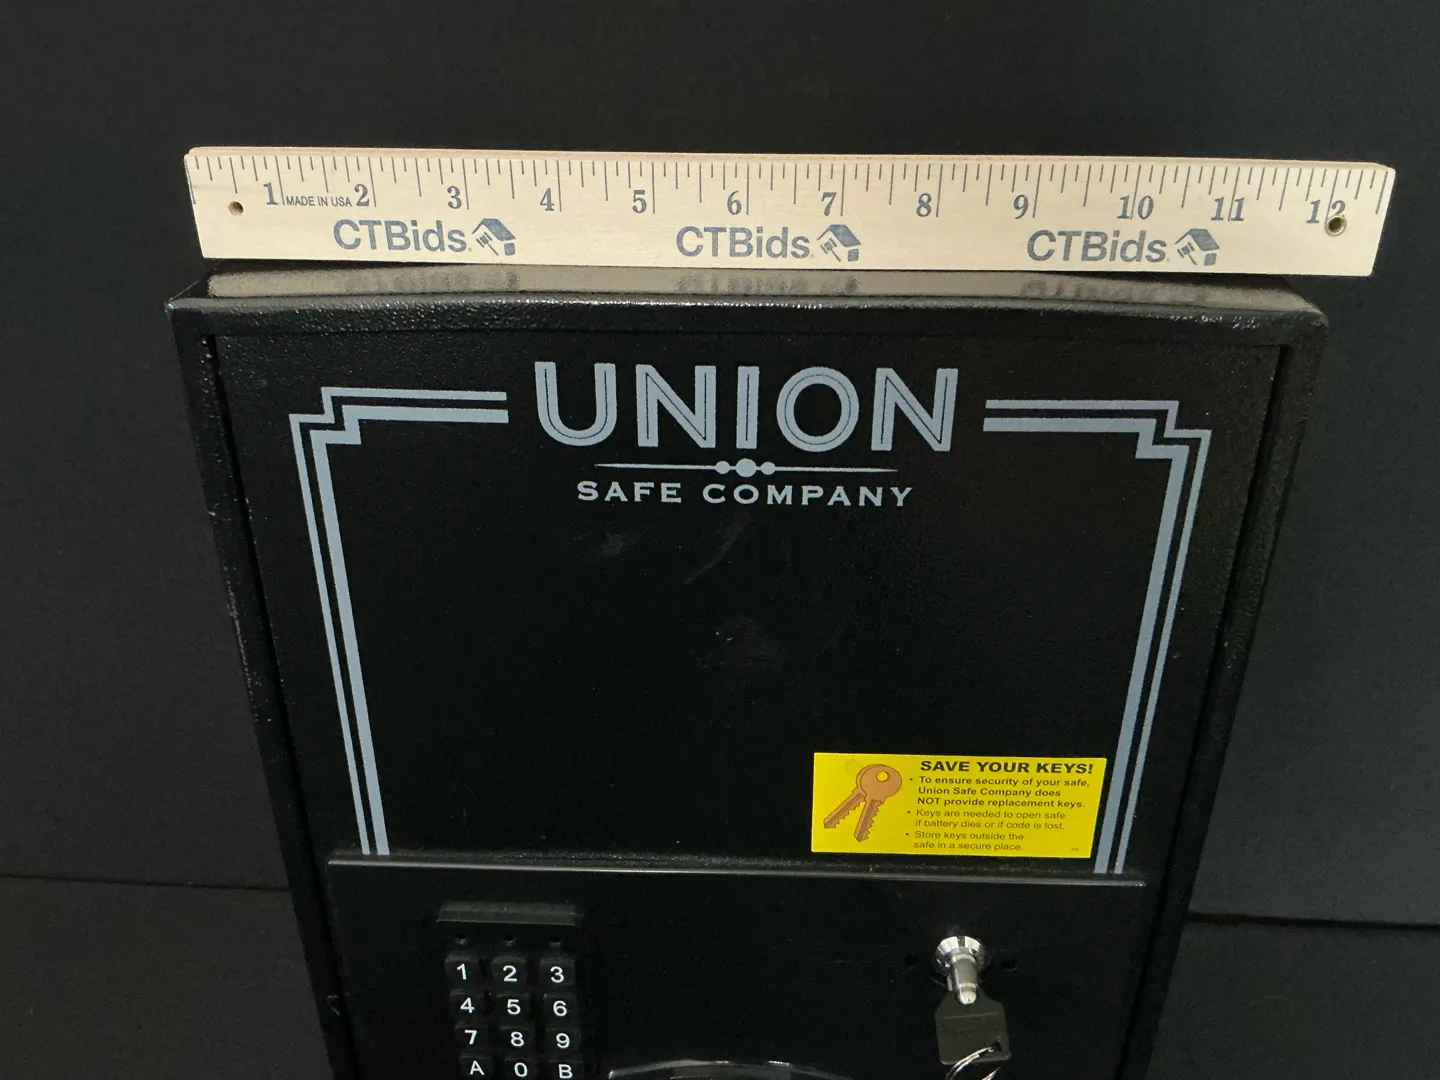 1 2 3 4 5 6 7 8 9 10 11 12
MADE IN USA
CTBids. CTBids. CTBids.
UNION
SAFE COMPANY
SAVE YOUR KEYS!
• To ensure security of your safe,
Union Safe Company does
NOT provide replacement keys.
• Keys are needed to open safe
if battery dies or if code is lost.
• Store keys outside the
safe in a secure place.
1 2 3
4 5 6
7 8 9
A 0 B